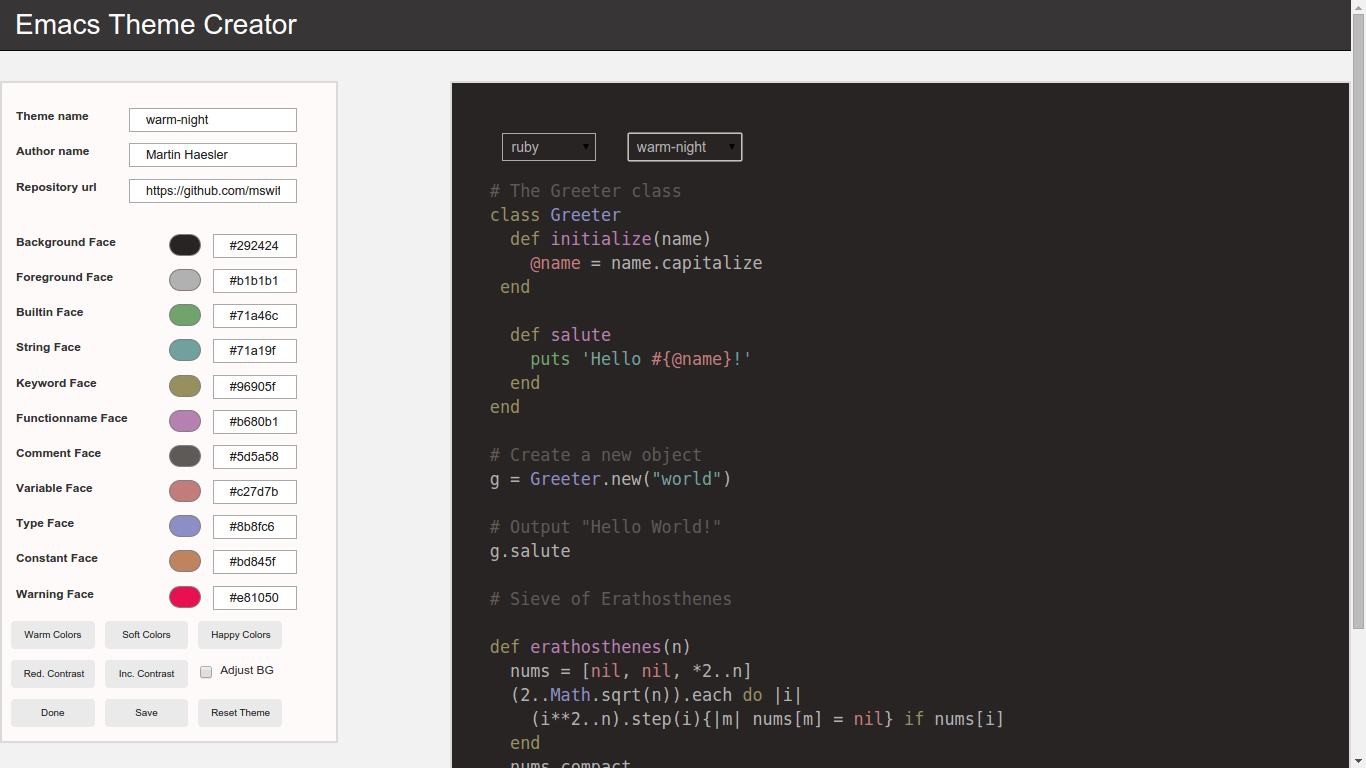 Emacs Theme Creator
Theme name warm-night
Author name Martin Haesler
Repository url https://github.com/mswif
Background Face #292424
Foreground Face #b1b1b1
Builtin Face #71a46c
String Face #71a19f
Keyword Face #96905f
Functionname Face #b680b1
Comment Face #5d5a58
Variable Face #c27d7b
Type Face #8b8fc6
Constant Face #bd845f
Warning Face #e81050
Warm Colors Soft Colors Happy Colors
Red. Contrast Inc. Contrast Adjust BG
Done Save Reset Theme
ruby warm-night
# The Greeter class
class Greeter
  def initialize(name)
    @name = name.capitalize
 end
  def salute
    puts 'Hello #{@name}!'
  end
end
# Create a new object
g = Greeter.new("world")
# Output "Hello World!"
g.salute
# Sieve of Erathosthenes
def erathosthenes(n)
  nums = [nil, nil, *2..n]
  (2..Math.sqrt(n)).each do |i|
    (i**2..n).step(i){|m| nums[m] = nil} if nums[i]
  end
  nums.compact